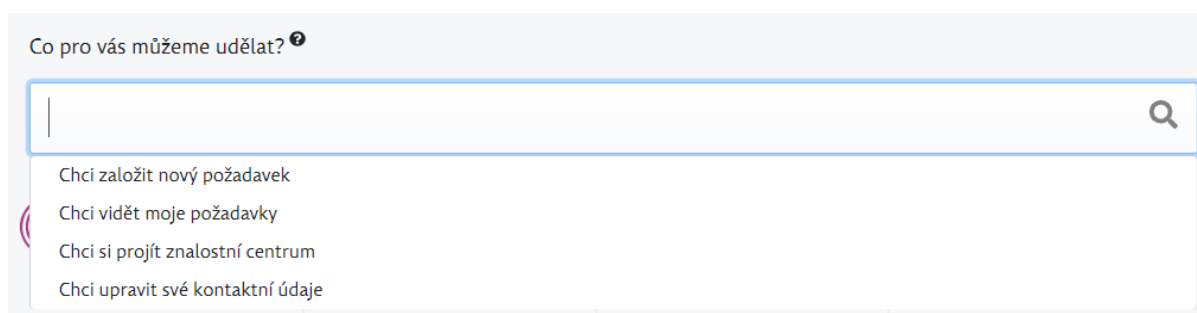 Co pro vás můžeme udělat?
Chci založit nový požadavek
Chci vidět moje požadavky
Chci si projít znalostní centrum
Chci upravit své kontaktní údaje